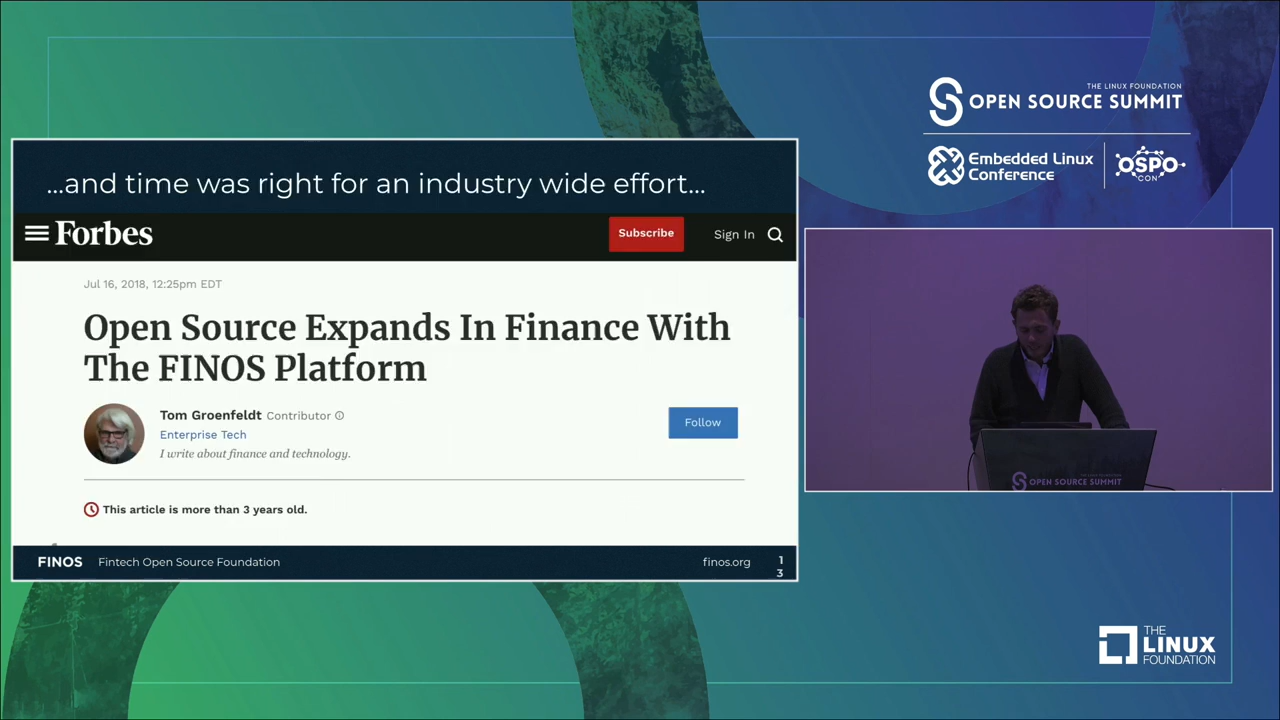 THE LINUX FOUNDATION
OPEN SOURCE SUMMIT
Embedded Linux
Conference
OSPO
CON
...and time was right for an industry wide effort...
Forbes
Subscribe
Sign In
Jul 16, 2018, 12:25pm EDT
Open Source Expands In Finance With
The FINOS Platform
Tom Groenfeldt Contributor
Enterprise Tech
I write about finance and technology.
Follow
This article is more than 3 years old.
FINOS Fintech Open Source Foundation
finos.org
1
3
OPEN SOURCE SUMMIT
THE
LINUX
FOUNDATION